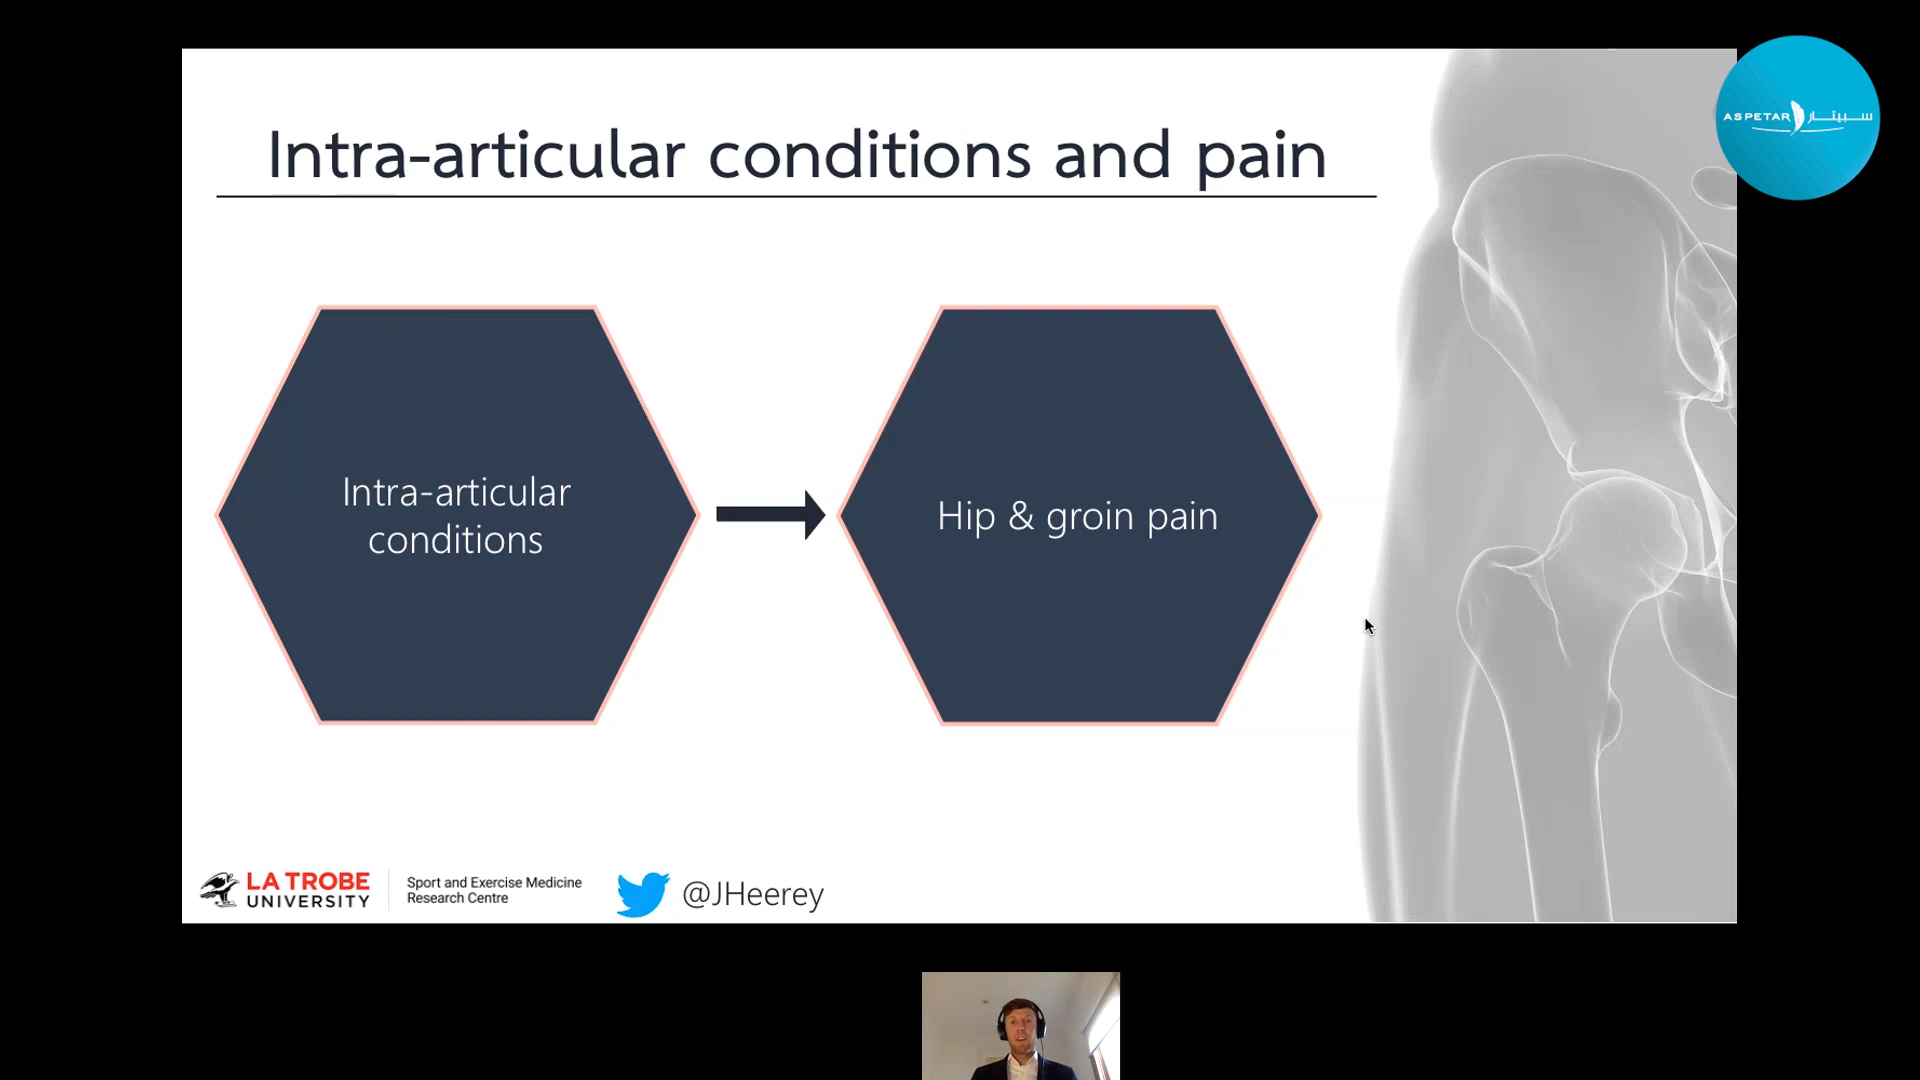 Intra-articular conditions and pain
ASPETAR سبيتار
Intra-articular
conditions
Hip & groin pain
LA TROBE
UNIVERSITY
Sport and Exercise Medicine
Research Centre
@JHeerey